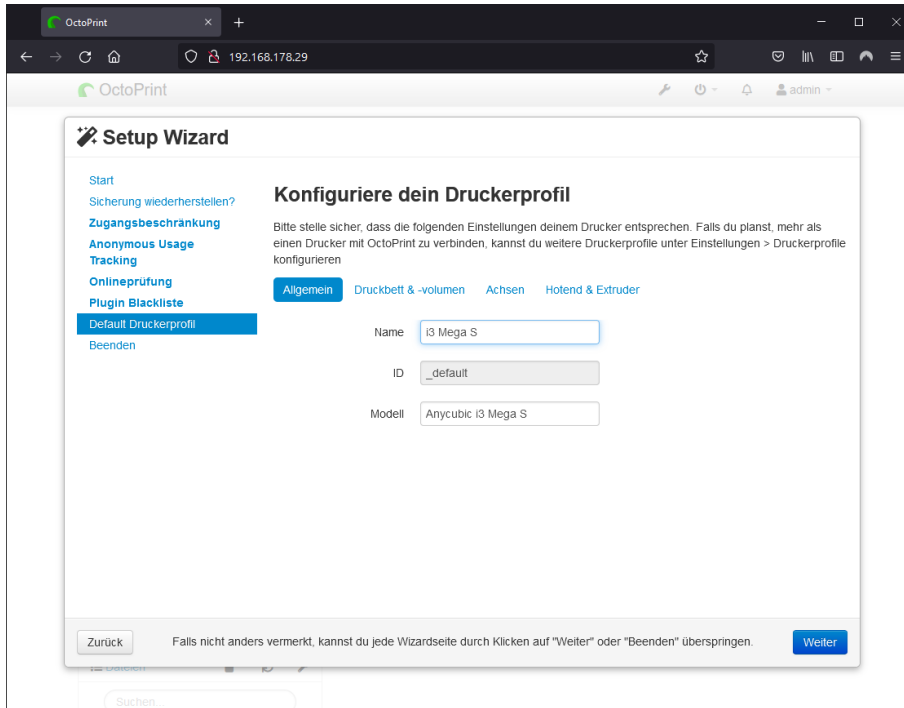 OctoPrint
192.168.178.29
OctoPrint
admin
Setup Wizard
Start
Sicherung wiederherstellen?
Zugangsbeschränkung
Anonymous Usage
Tracking
Onlineprüfung
Plugin Blackliste
Default Druckerprofil
Beenden
Konfiguriere dein Druckerprofil
Bitte stelle sicher, dass die folgenden Einstellungen deinem Drucker entsprechen. Falls du planst, mehr als
einen Drucker mit OctoPrint zu verbinden, kannst du weitere Druckerprofile unter Einstellungen > Druckerprofile
konfigurieren
Allgemein Druckbett & -volumen Achsen Hotend & Extruder
Name i3 Mega S
ID _default
Modell Anycubic i3 Mega S
Zurück Falls nicht anders vermerkt, kannst du jede Wizardseite durch Klicken auf "Weiter" oder "Beenden" überspringen. Weiter
Dateien
Suchen...